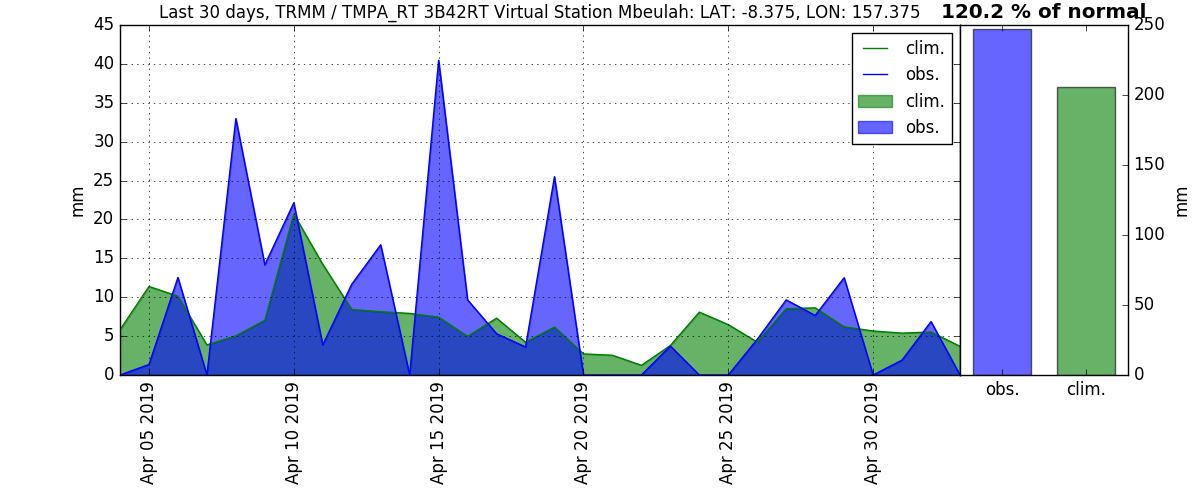 Last 30 days, TRMM / TMPA_RT 3B42RT Virtual Station Mbeulah: LAT: -8.375, LON: 157.375
120.2 % of normal
mm
45
40
35
30
25
20
15
10
5
0
clim.
obs.
clim.
obs.
Apr 05 2019
Apr 10 2019
Apr 15 2019
Apr 20 2019
Apr 25 2019
Apr 30 2019
250
200
150
100
50
0
mm
obs.
clim.